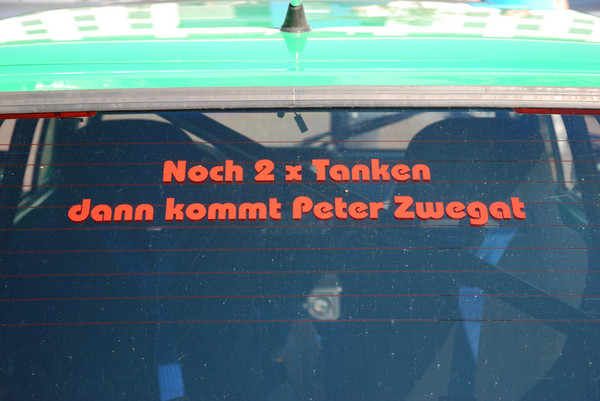 Noch 2 x Tanken
dann kommt Peter Zwegat